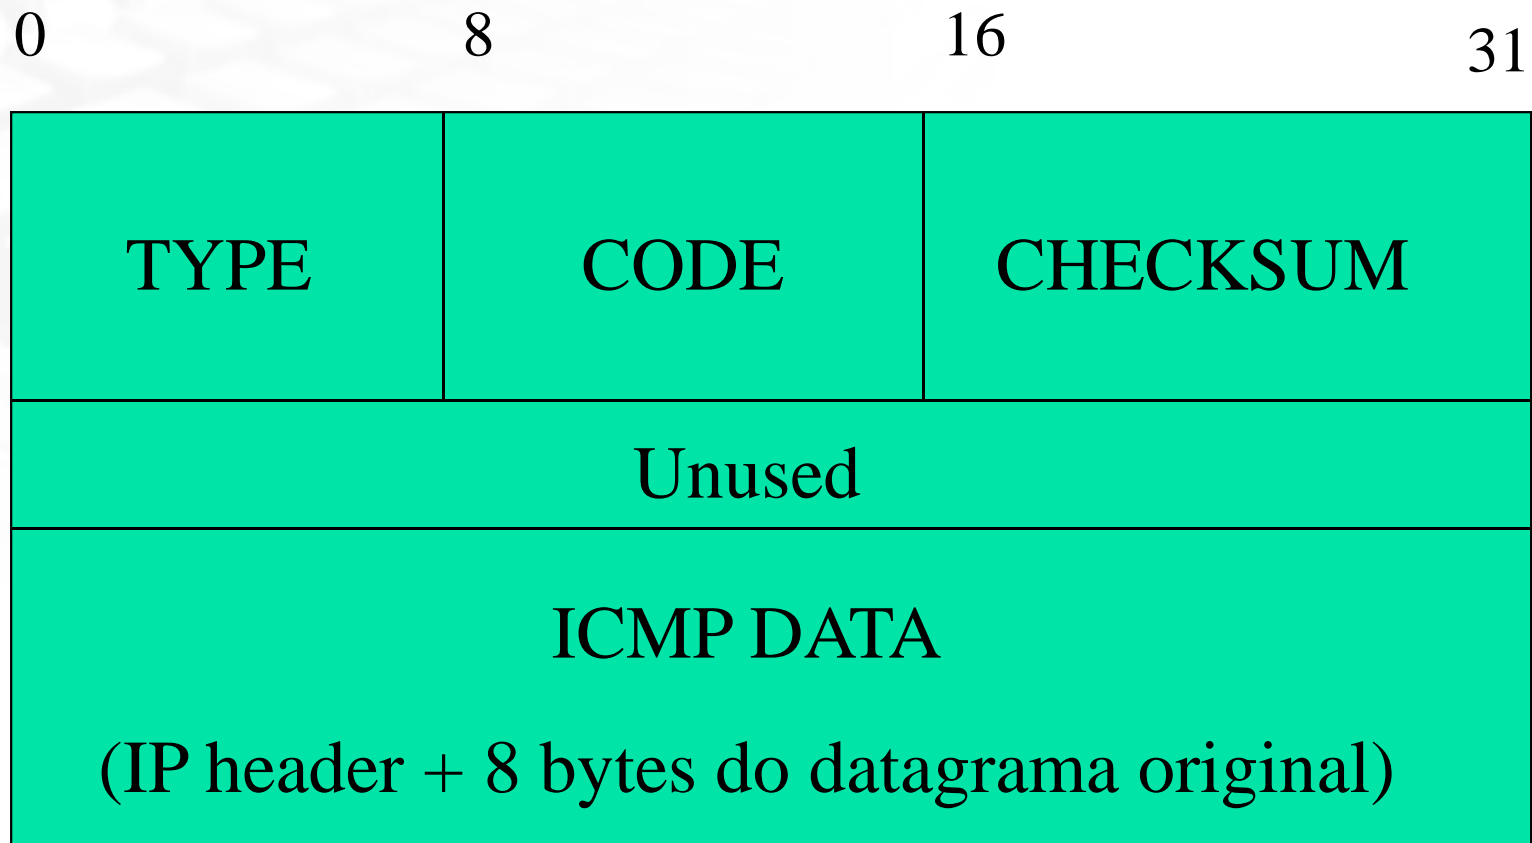 0 8 16 31
TYPE CODE CHECKSUM
Unused
ICMP DATA
(IP header + 8 bytes do datagrama original)